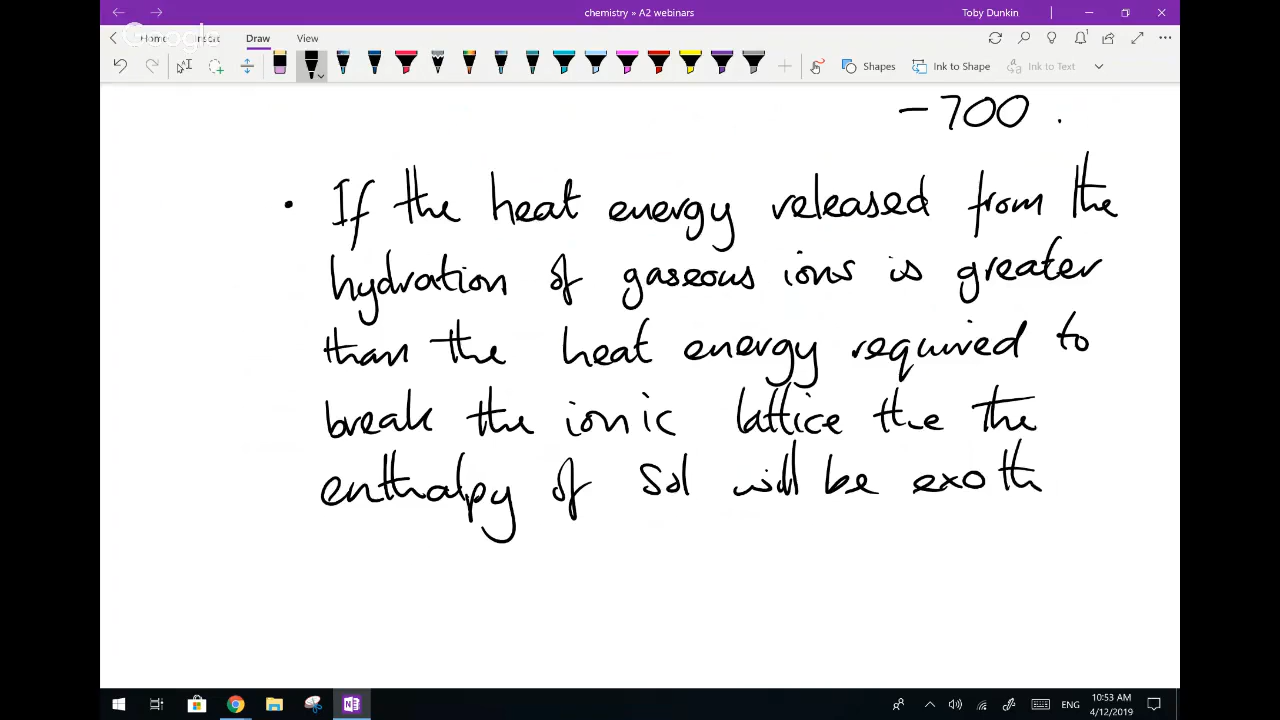 chemistry » A2 webinars
Toby Dunkin
Google
Home Draw View
Shapes Ink to Shape Ink to Text
-700 .
• If the heat energy released from the
hydration of gaseous ions is greater
than the heat energy required to
break the ionic lattice the the
enthalpy of Sol will be exoth
10:53 AM
ENG
4/12/2019